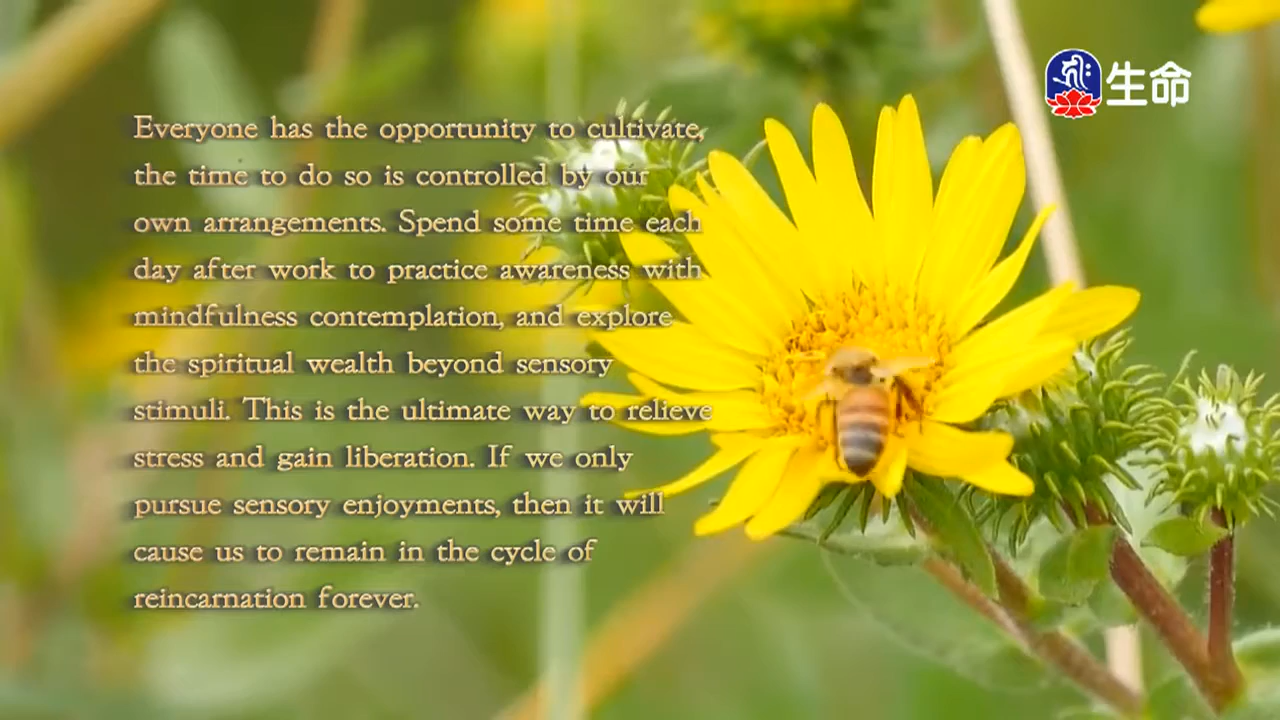 生命
Everyone has the opportunity to cultivate,
the time to do so is controlled by our
own arrangements. Spend some time each
day after work to practice awareness with
mindfulness contemplation, and explore
the spiritual wealth beyond sensory
stimuli. This is the ultimate way to relieve
stress and gain liberation. If we only
pursue sensory enjoyments, then it will
cause us to remain in the cycle of
reincarnation forever.